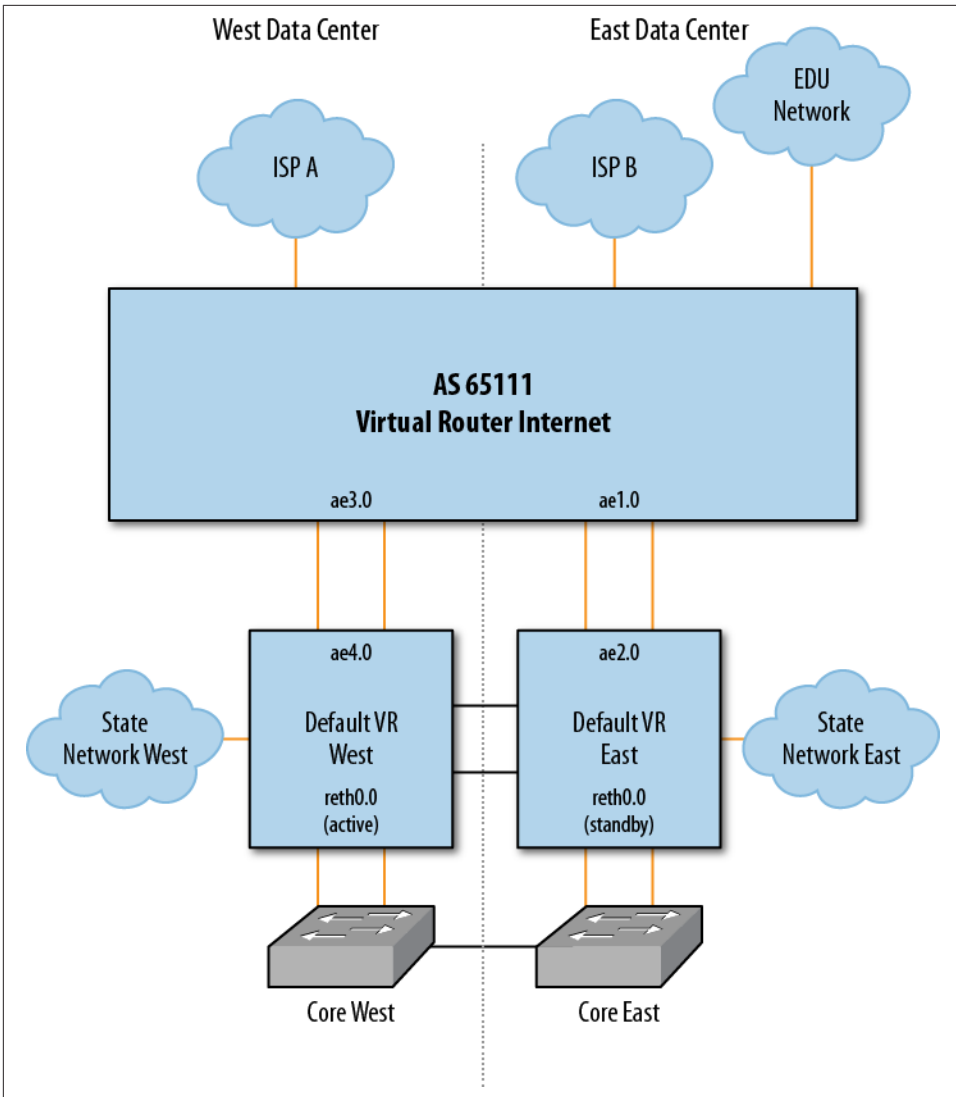 West Data Center
East Data Center
EDU
Network
ISP A
ISP B
AS 65111
Virtual Router Internet
ae3.0
ae1.0
ae4.0
ae2.0
State
Network West
Default VR
West
Default VR
East
State
Network East
reth0.0
(active)
reth0.0
(standby)
Core West
Core East